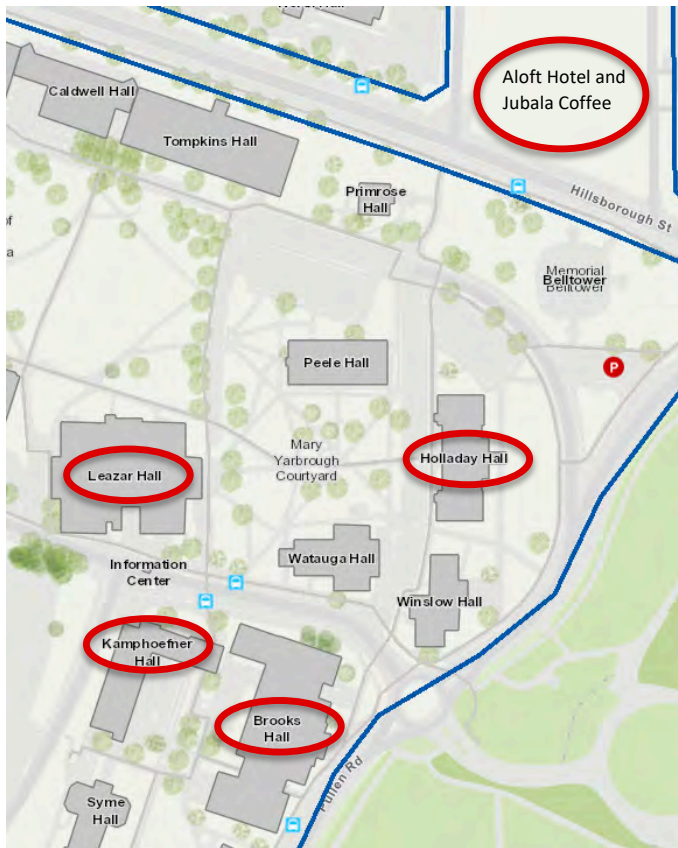 Aloft Hotel and
Jubala Coffee
Caldwell Hall
Tompkins Hall
Primrose
Hall
Hillsborough St
of
a
Memorial
Belltower
Belltower
P
Peele Hall
Mary
Yarbrough
Courtyard
Holladay Hall
Leazar Hall
Watauga Hall
Information
Center
Winslow Hall
Kamphoefner
Hall
Brooks
Hall
Pullen Rd
Syme
Hall